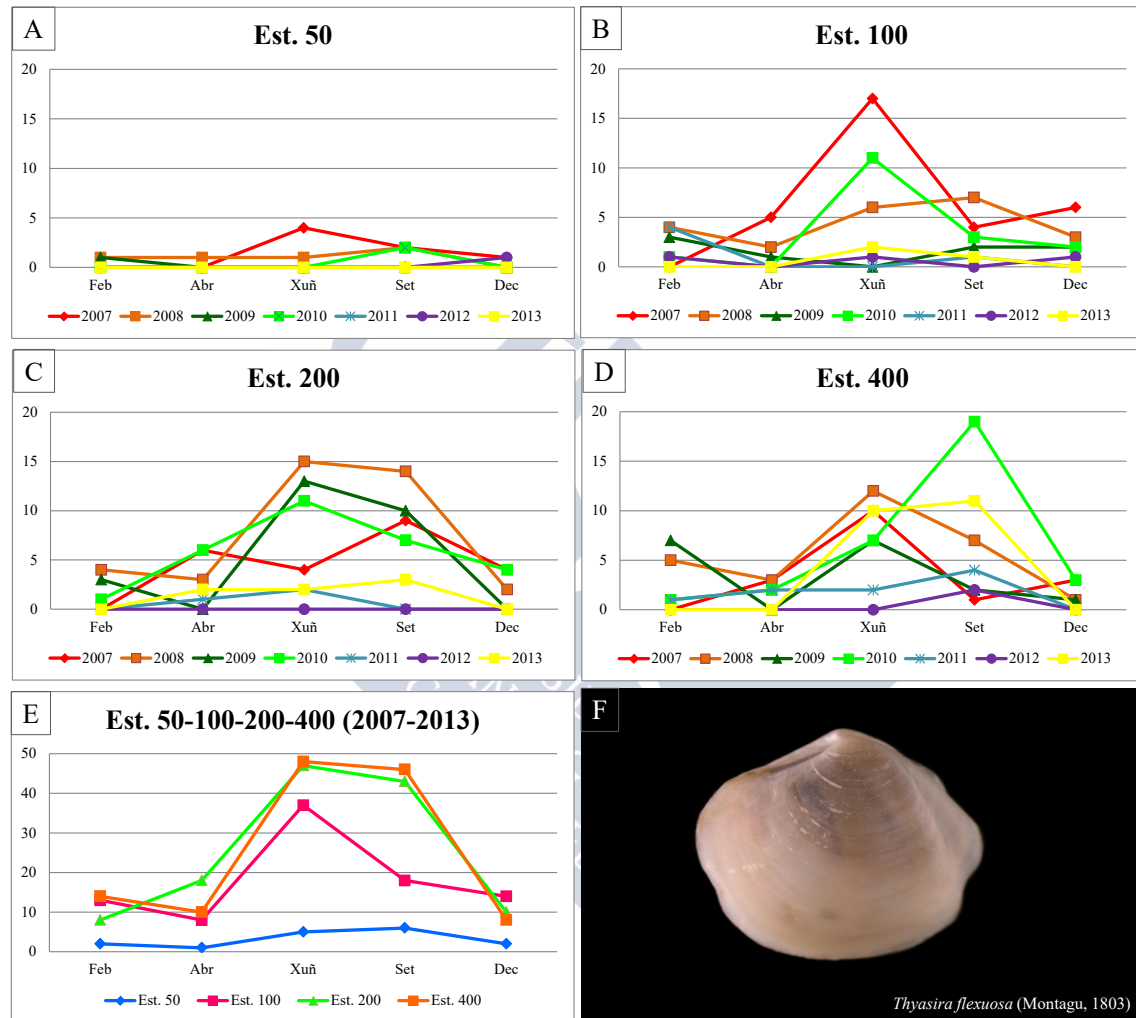 A
Est. 50
20
15
10
5
0
Feb Abr Xuñ Set Dec
2007 2008 2009 2010 2011 2012 2013
B
Est. 100
20
15
10
5
0
Feb Abr Xuñ Set Dec
2007 2008 2009 2010 2011 2012 2013
C
Est. 200
20
15
10
5
0
Feb Abr Xuñ Set Dec
2007 2008 2009 2010 2011 2012 2013
D
Est. 400
20
15
10
5
0
Feb Abr Xuñ Set Dec
2007 2008 2009 2010 2011 2012 2013
E
Est. 50-100-200-400 (2007-2013)
50
40
30
20
10
0
Feb Abr Xuñ Set Dec
Est. 50 Est. 100 Est. 200 Est. 400
F
Thyasira flexuosa (Montagu, 1803)